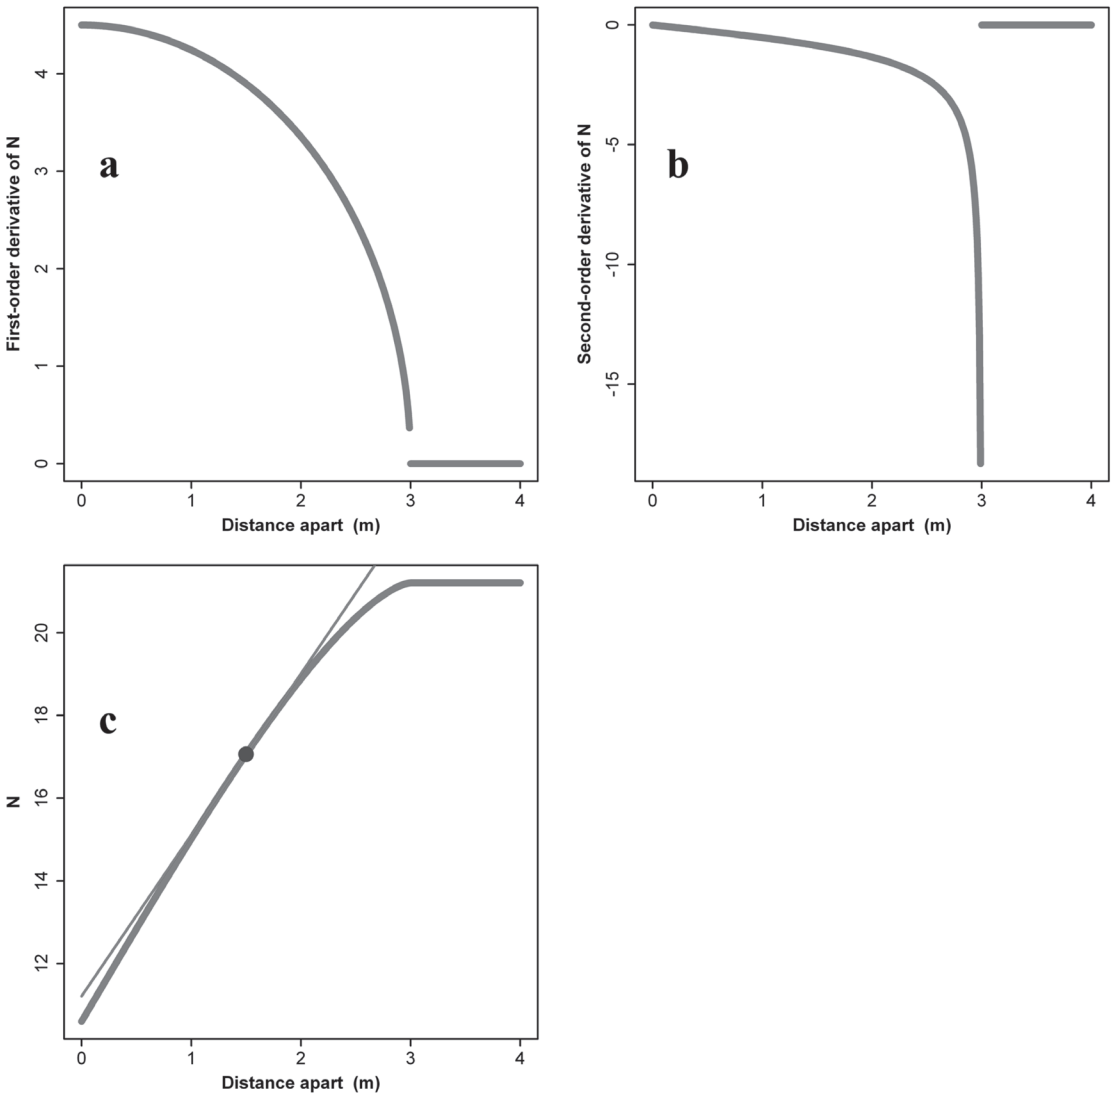 First-order derivative of N
4
3
2
1
0
a
0 1 2 3 4
Distance apart (m)
Second-order derivative of N
0
-5
-10
-15
b
0 1 2 3 4
Distance apart (m)
N
20
18
16
14
12
c
0 1 2 3 4
Distance apart (m)